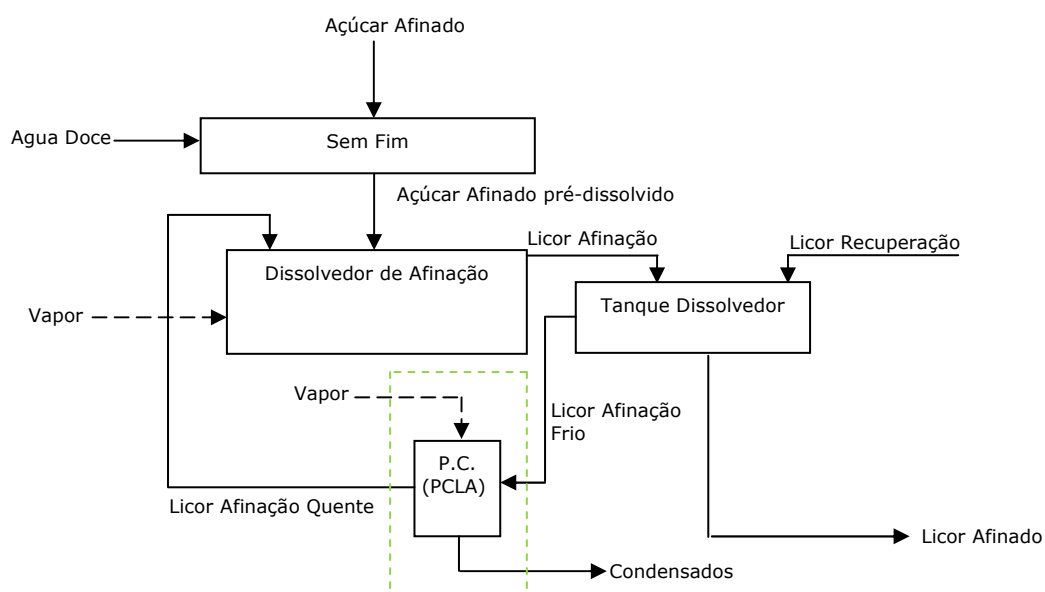 Açúcar Afinado
Agua Doce
Sem Fim
Açúcar Afinado pré-dissolvido
Licor Afinação
Licor Recuperação
Dissolvedor de Afinação
Tanque Dissolvedor
Vapor
Vapor
Licor Afinação
Frio
P.C.
(PCLA)
Licor Afinação Quente
Licor Afinado
Condensados